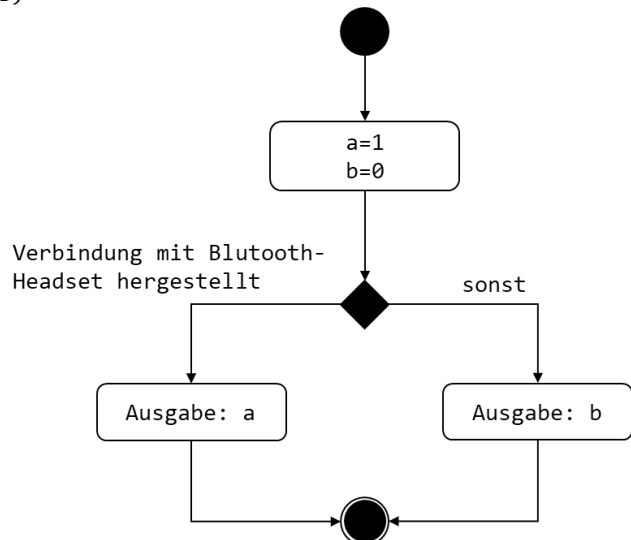 a=1
b=0
Verbindung mit Blutooth-
Headset hergestellt
sonst
Ausgabe: a
Ausgabe: b